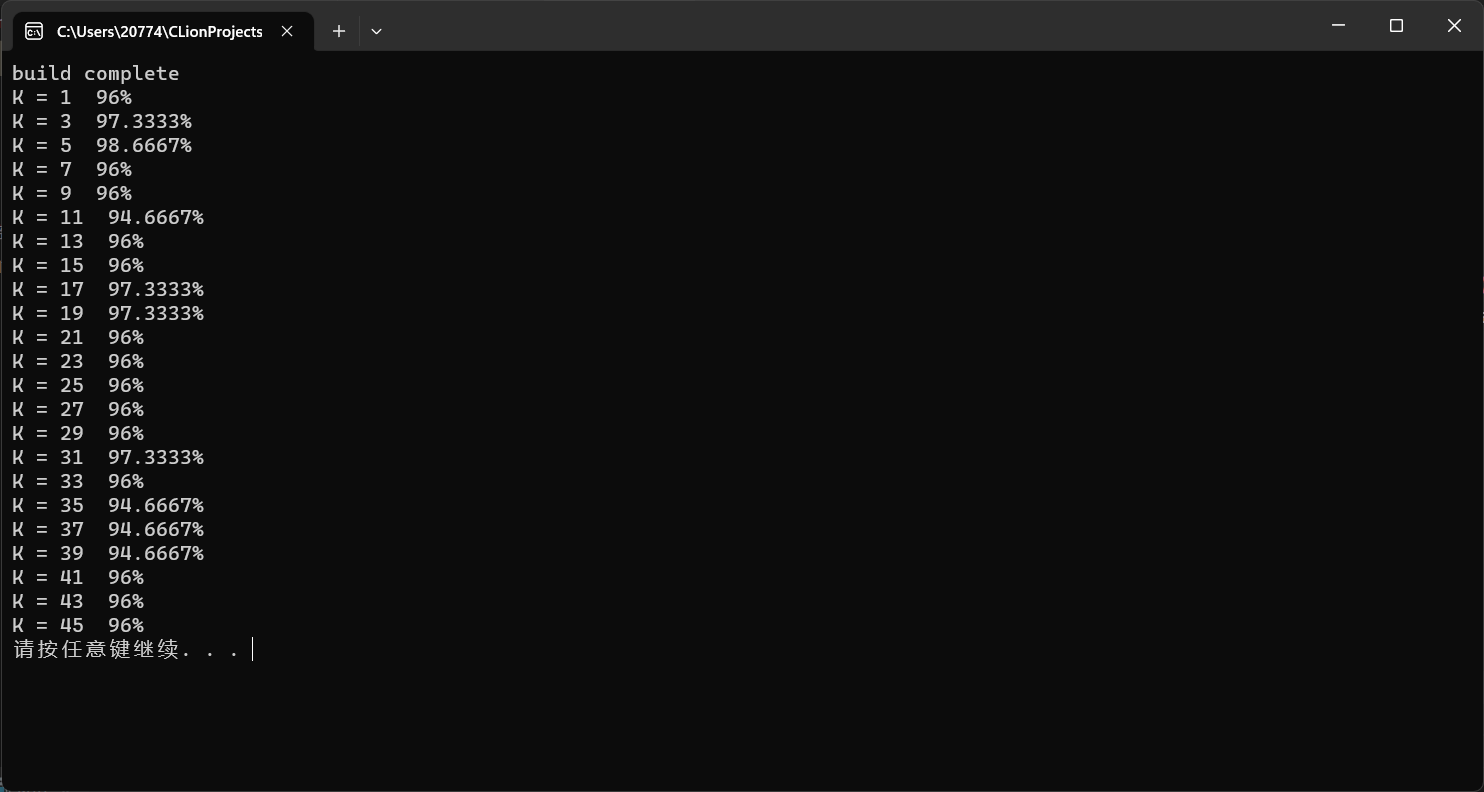 C:\Users\20774\CLionProjects
build complete
K = 1  96%
K = 3  97.3333%
K = 5  98.6667%
K = 7  96%
K = 9  96%
K = 11  94.6667%
K = 13  96%
K = 15  96%
K = 17  97.3333%
K = 19  97.3333%
K = 21  96%
K = 23  96%
K = 25  96%
K = 27  96%
K = 29  96%
K = 31  97.3333%
K = 33  96%
K = 35  94.6667%
K = 37  94.6667%
K = 39  94.6667%
K = 41  96%
K = 43  96%
K = 45  96%
请按任意键继续. . .